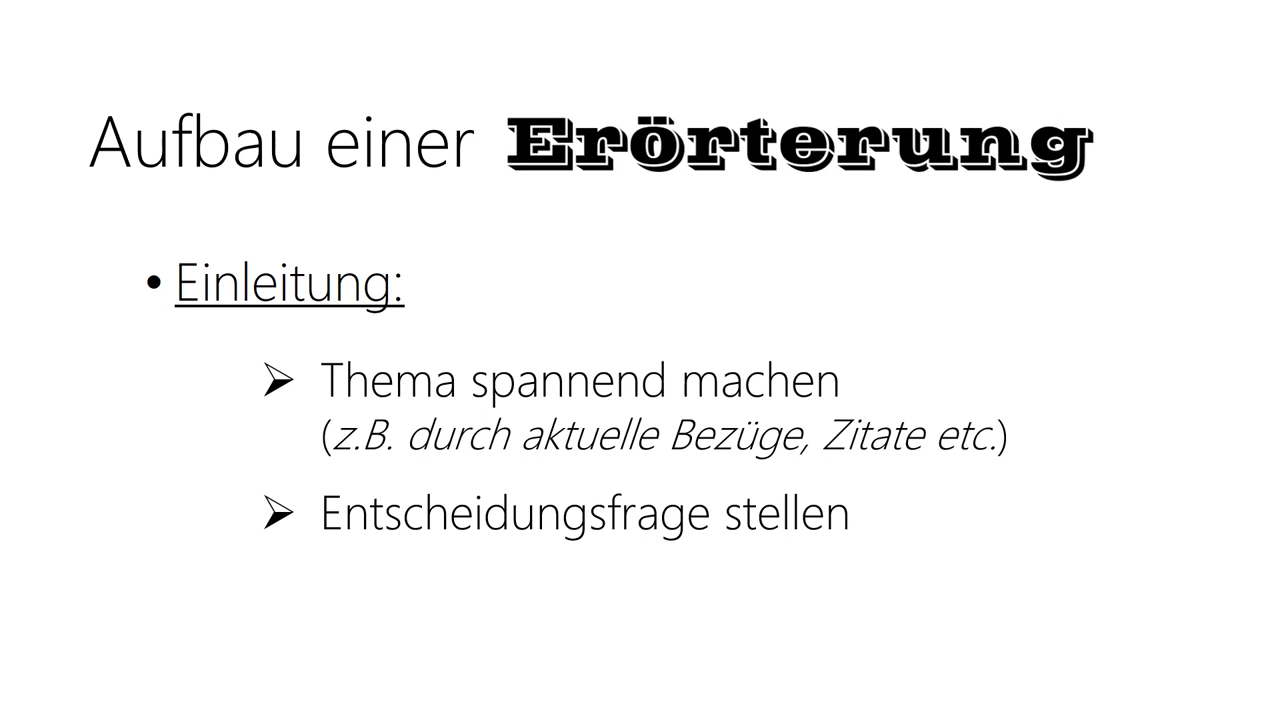 Aufbau einer Erörterung
• Einleitung:
➢ Thema spannend machen
(z.B. durch aktuelle Bezüge, Zitate etc.)
➢ Entscheidungsfrage stellen